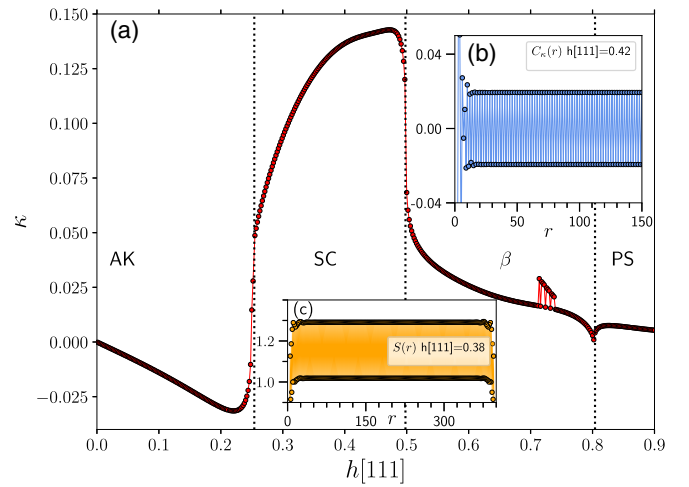 (a)
0.150
0.125
0.100
0.075
0.050
0.025
0.000
−0.025
κ
AK
SC
β
PS
0.0 0.1 0.2 0.3 0.4 0.5 0.6 0.7 0.8 0.9
h[111]
(b)
C_κ(r) h[111]=0.42
0.04
0.00
-0.04
0 50 100 150
r
(c)
S(r) h[111]=0.38
1.2
1.0
0 150 300
r